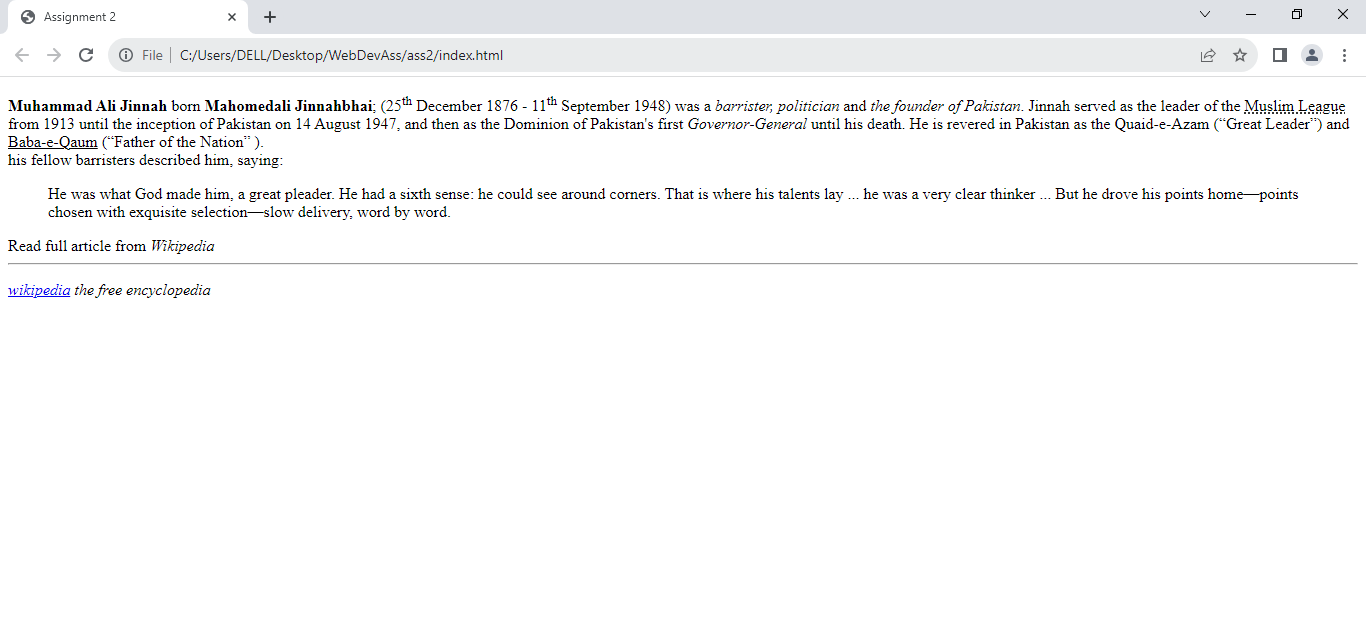 Assignment 2
File C:/Users/DELL/Desktop/WebDevAss/ass2/index.html
Muhammad Ali Jinnah born Mahomedali Jinnahbhai; (25th December 1876 - 11th September 1948) was a barrister, politician and the founder of Pakistan. Jinnah served as the leader of the Muslim League
from 1913 until the inception of Pakistan on 14 August 1947, and then as the Dominion of Pakistan's first Governor-General until his death. He is revered in Pakistan as the Quaid-e-Azam (“Great Leader”) and
Baba-e-Qaum (“Father of the Nation” ).
his fellow barristers described him, saying:
He was what God made him, a great pleader. He had a sixth sense: he could see around corners. That is where his talents lay ... he was a very clear thinker ... But he drove his points home—points
chosen with exquisite selection—slow delivery, word by word.
Read full article from Wikipedia
wikipedia the free encyclopedia